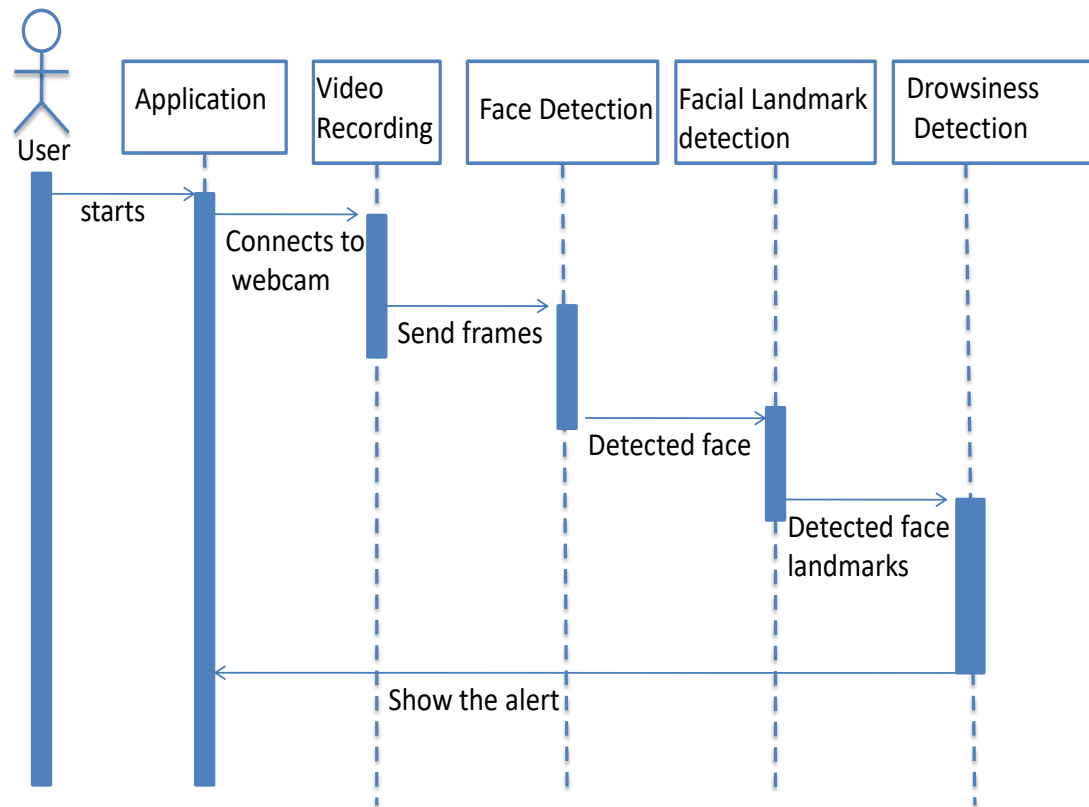 User
Application
Video
Recording
Face Detection
Facial Landmark
detection
Drowsiness
Detection
starts
Connects to
webcam
Send frames
Detected face
Detected face
landmarks
Show the alert